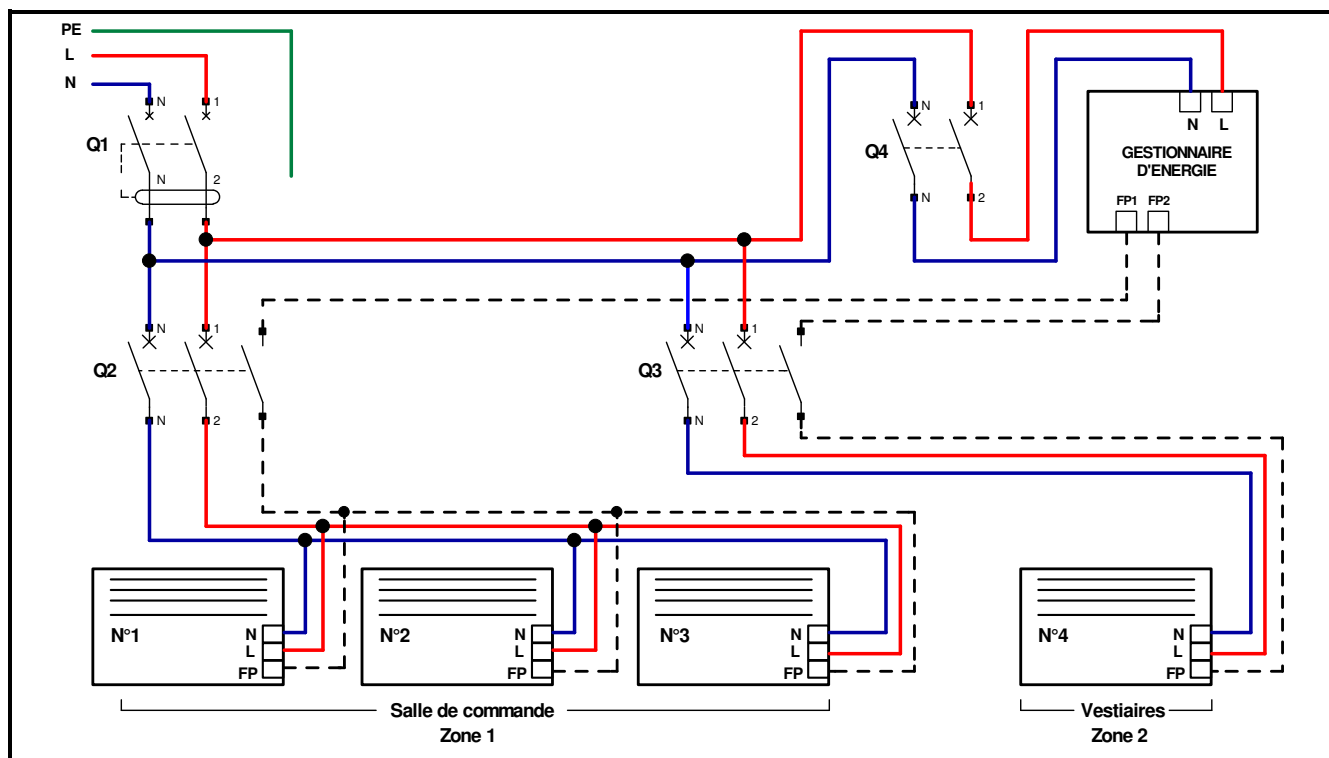 PE
L
N
N 1
Q1
N 2
N 1
Q4
N 2
N L
GESTIONNAIRE
D'ENERGIE
FP1 FP2
N 1
Q2
N 2
N 1
Q3
N 2
N°1
N
L
FP
N°2
N
L
FP
N°3
N
L
FP
N°4
N
L
FP
Salle de commande
Zone 1
Vestiaires
Zone 2